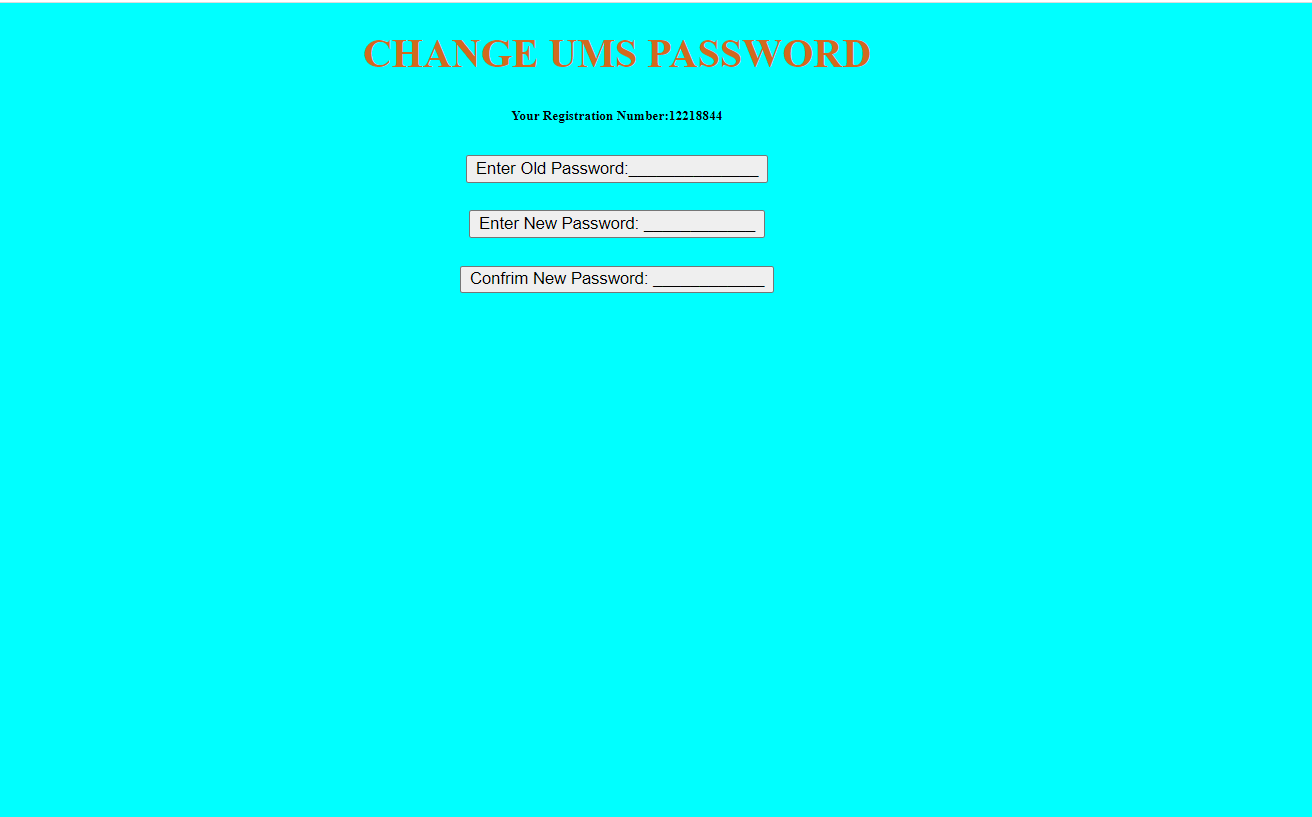 CHANGE UMS PASSWORD
Your Registration Number:12218844
Enter Old Password:______________
Enter New Password: ____________
Confrim New Password: ____________